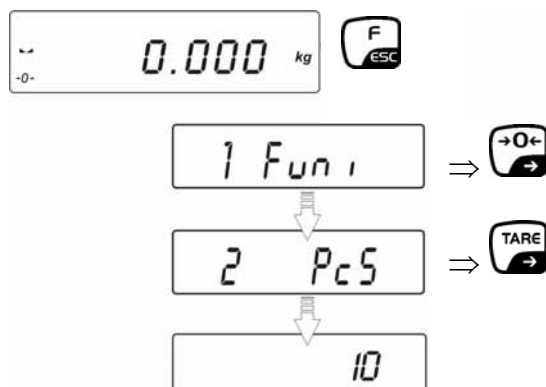 -0- 0.000 kg F ESC
1 Funi ⇒ →0←
2 PcS ⇒ TARE
10